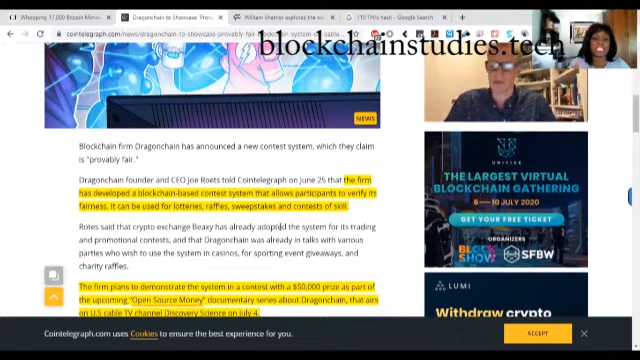 Whopping 17,000 Bitcoin Mine
Dragonchain to Showcase 'Prova
William Shatner explores the w
110 TH/s hash - Google Search
cointelegraph.com/news/dragonchain-to-showcase-provably-fair-
blockchainstudies.tech
NEWS
Blockchain firm Dragonchain has announced a new contest system, which they claim
is "provably fair."
Dragonchain founder and CEO Joe Roets told Cointelegraph on June 25 that the firm
has developed a blockchain-based contest system that allows participants to verify its
fairness. It can be used for lotteries, raffles, sweepstakes and contests of skill.
Rotes said that crypto exchange Beaxy has already adopted the system for its trading
and promotional contests, and that Dragonchain was already in talks with various
parties who wish to use the system in casinos, for sporting event giveaways, and
charity raffles.
The firm plans to demonstrate the system in a contest with a $50,000 prize as part of
the upcoming "Open Source Money" documentary series about Dragonchain, that airs
on U.S cable TV channel Discovery Science on July 4.
UNITIZE
THE LARGEST VIRTUAL
BLOCKCHAIN GATHERING
6—10 JULY 2020
GET YOUR FREE TICKET
ORGANIZERS
BLOCK
SHOW
SFBW
LUMI
Withdraw crypto
Cointelegraph.com uses Cookies to ensure the best experience for you.
ACCEPT